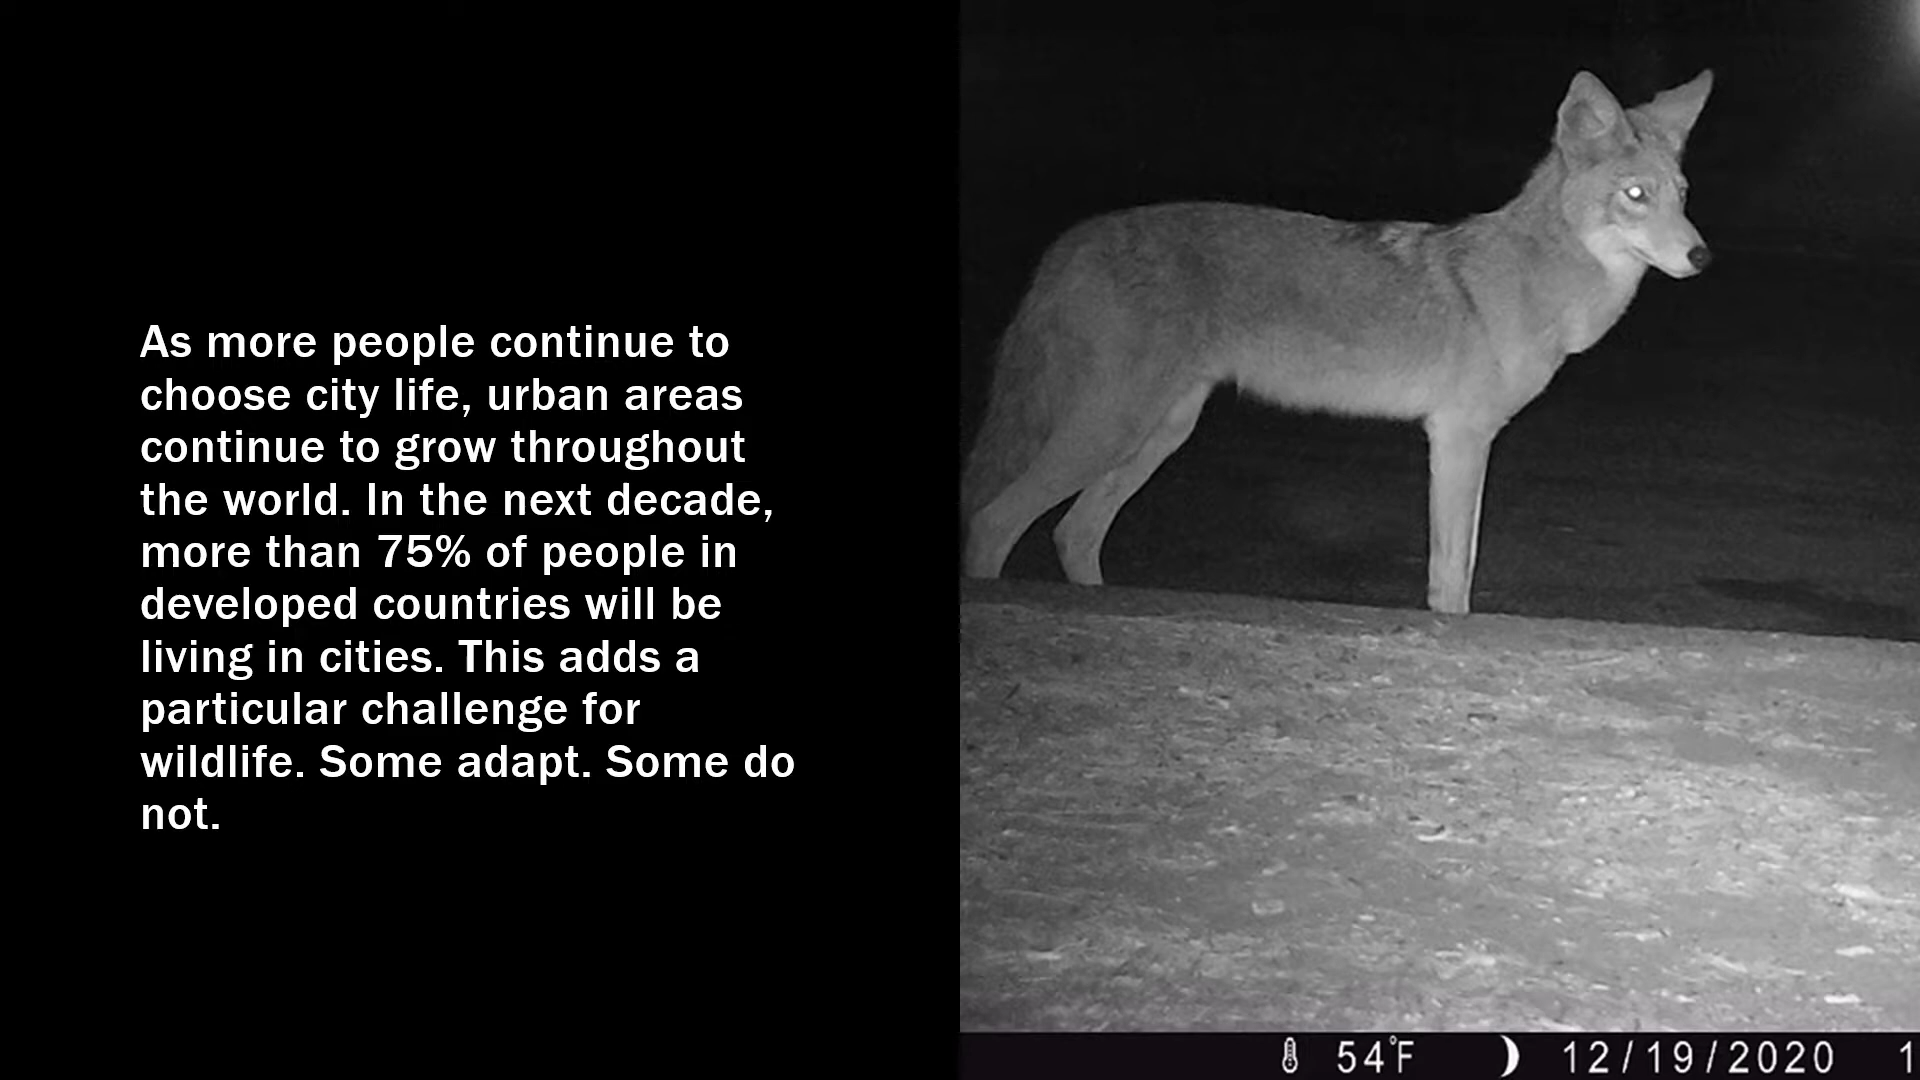 As more people continue to
choose city life, urban areas
continue to grow throughout
the world. In the next decade,
more than 75% of people in
developed countries will be
living in cities. This adds a
particular challenge for
wildlife. Some adapt. Some do
not.
54°F 12/19/2020 1